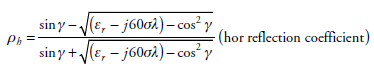 ρₕ = (sin γ − √((εᵣ − j60σλ) − cos² γ)) / (sin γ + √((εᵣ − j60σλ) − cos² γ)) (hor reflection coefficient)